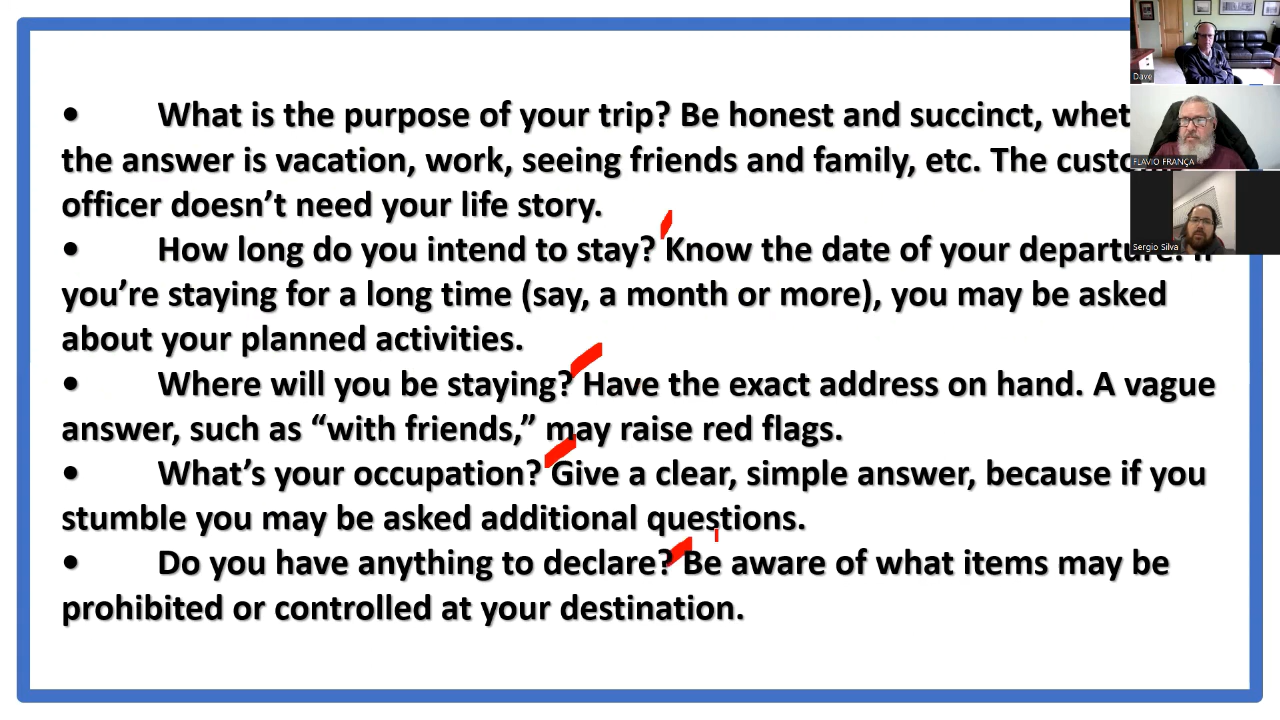 • What is the purpose of your trip? Be honest and succinct,
the answer is vacation, work, seeing friends and family, etc. The
officer doesn’t need your life story.
• How long do you intend to stay? Know the date of your departure.
you’re staying for a long time (say, a month or more), you may be asked
about your planned activities.
• Where will you be staying? Have the exact address on hand. A vague
answer, such as “with friends,” may raise red flags.
• What’s your occupation? Give a clear, simple answer, because if you
stumble you may be asked additional questions.
• Do you have anything to declare? Be aware of what items may be
prohibited or controlled at your destination.
Dave
FLAVIO FRANÇA
Sergio Silva